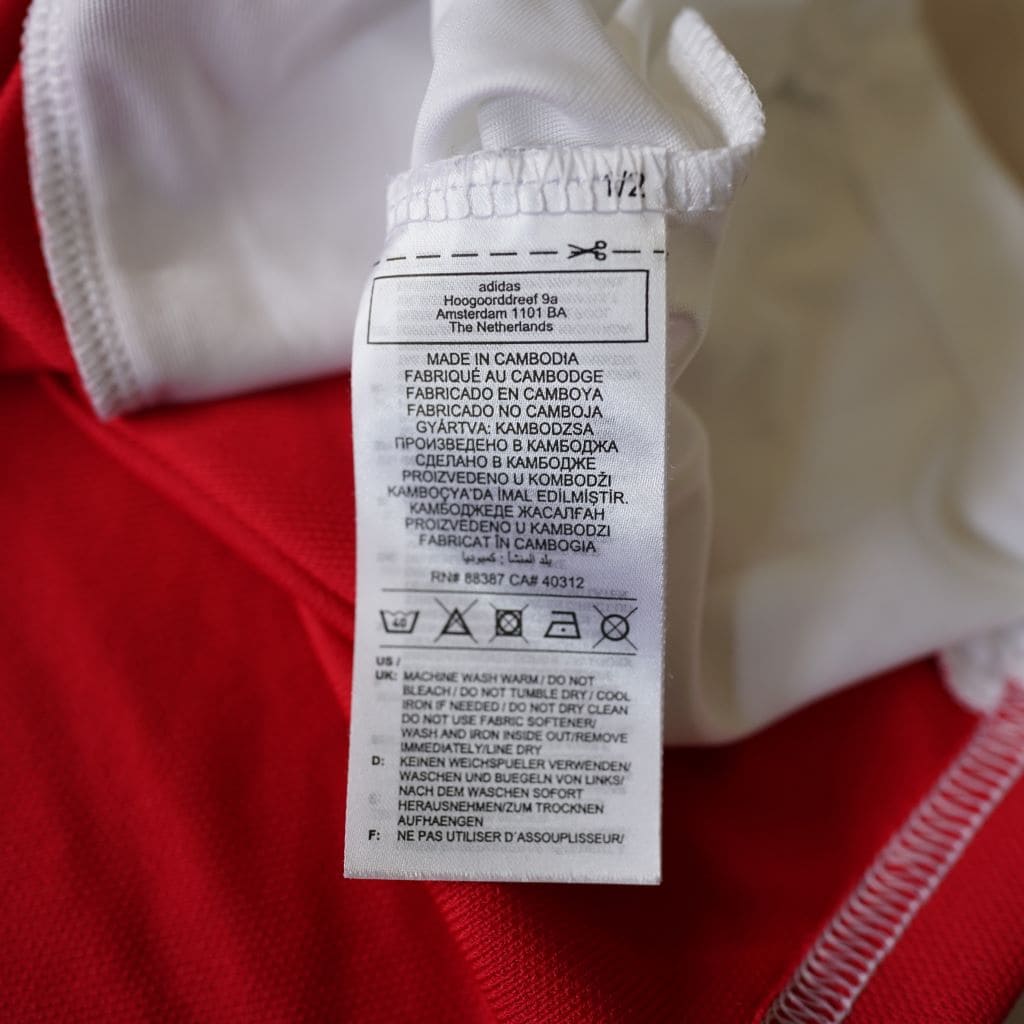 1/2
adidas
Hoogoorddreef 9a
Amsterdam 1101 BA
The Netherlands
MADE IN CAMBODIA
FABRIQUÉ AU CAMBODGE
FABRICADO EN CAMBOYA
FABRICADO NO CAMBOJA
GYÁRTVA: KAMBODZSA
ПРОИЗВЕДЕНО В КАМБОДЖА
СДЕЛАНО В КАМБОДЖЕ
PROIZVEDENO U KOMBODŽI
KAMBOÇYA'DA İMAL EDİLMİŞTİR.
КАМБОДЖЕДЕ ЖАСАЛҒАН
PROIZVEDENO U KAMBODZI
FABRICAT ÎN CAMBOGIA
بلد المنشأ : كمبوديا
RN# 88387 CA# 40312
40
US /
UK: MACHINE WASH WARM / DO NOT
BLEACH / DO NOT TUMBLE DRY / COOL
IRON IF NEEDED / DO NOT DRY CLEAN
DO NOT USE FABRIC SOFTENER/
WASH AND IRON INSIDE OUT/REMOVE
IMMEDIATELY/LINE DRY
D: KEINEN WEICHSPUELER VERWENDEN/
WASCHEN UND BUEGELN VON LINKS/
NACH DEM WASCHEN SOFORT
HERAUSNEHMEN/ZUM TROCKNEN
AUFHAENGEN
F: NE PAS UTILISER D´ASSOUPLISSEUR/